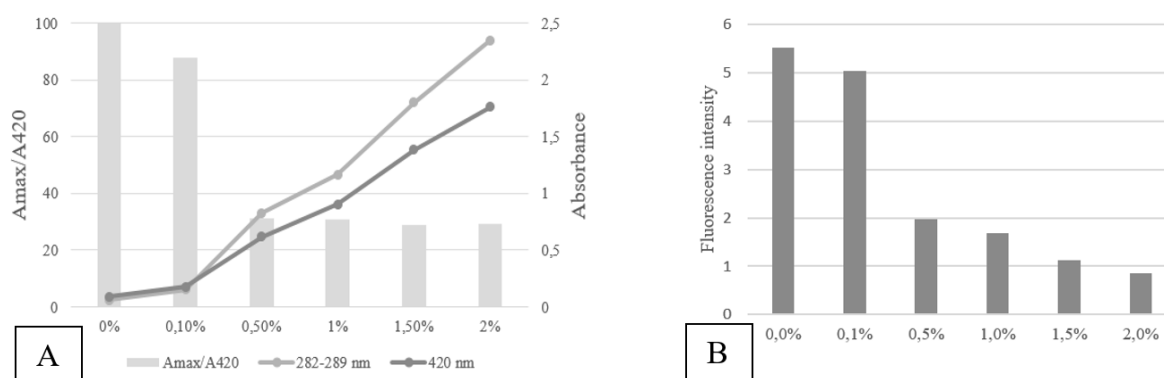 100
80
60
40
20
0
Amax/A420
2,5
2
1,5
1
0,5
0
Absorbance
0% 0,10% 0,50% 1% 1,50% 2%
Amax/A420 282-289 nm 420 nm
A
6
5
4
3
2
1
0
Fluorescence intensity
0,0% 0,1% 0,5% 1,0% 1,5% 2,0%
B